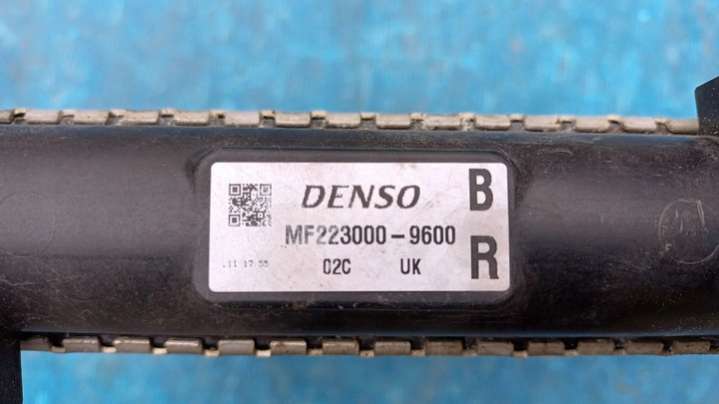 DENSO
B
MF223000-9600
.11 17 55
02C UK
R